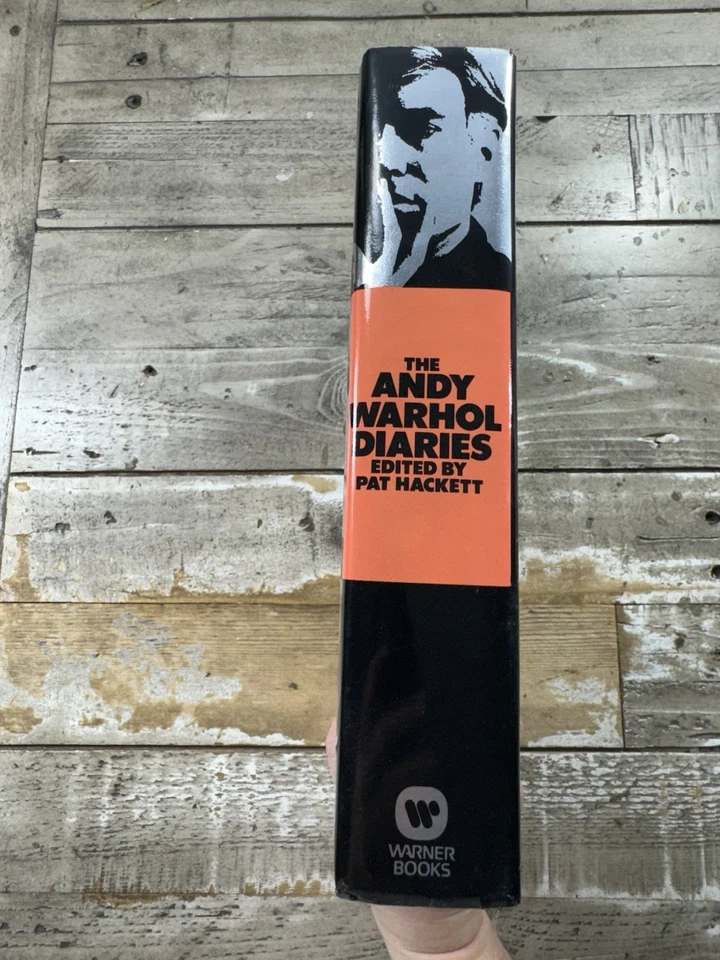 THE
ANDY
WARHOL
DIARIES
EDITED BY
PAT HACKETT
WARNER
BOOKS